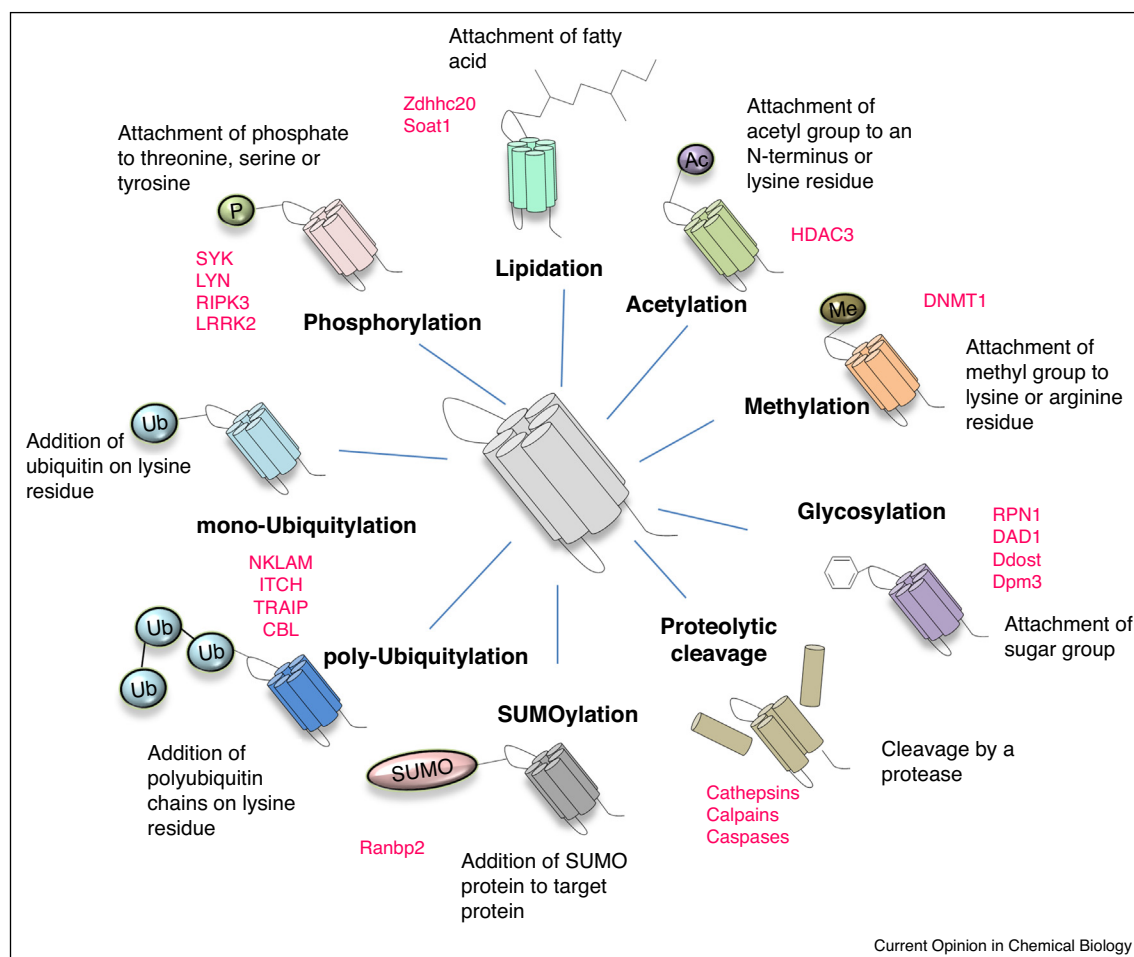 Attachment of fatty
acid
Zdhhc20
Soat1
Attachment of phosphate
to threonine, serine or
tyrosine
P
SYK
LYN
RIPK3
LRRK2
Phosphorylation
Lipidation
Attachment of
acetyl group to an
N-terminus or
lysine residue
Ac
HDAC3
Acetylation
DNMT1
Me
Attachment of
methyl group to
lysine or arginine
residue
Methylation
Ub
Addition of
ubiquitin on lysine
residue
mono-Ubiquitylation
Glycosylation
RPN1
DAD1
Ddost
Dpm3
Attachment of
sugar group
NKLAM
ITCH
TRAIP
CBL
Ub
Ub
Ub
poly-Ubiquitylation
Addition of
polyubiquitin
chains on lysine
residue
SUMOylation
SUMO
Ranbp2
Addition of SUMO
protein to target
protein
Proteolytic
cleavage
Cleavage by a
protease
Cathepsins
Calpains
Caspases
Current Opinion in Chemical Biology